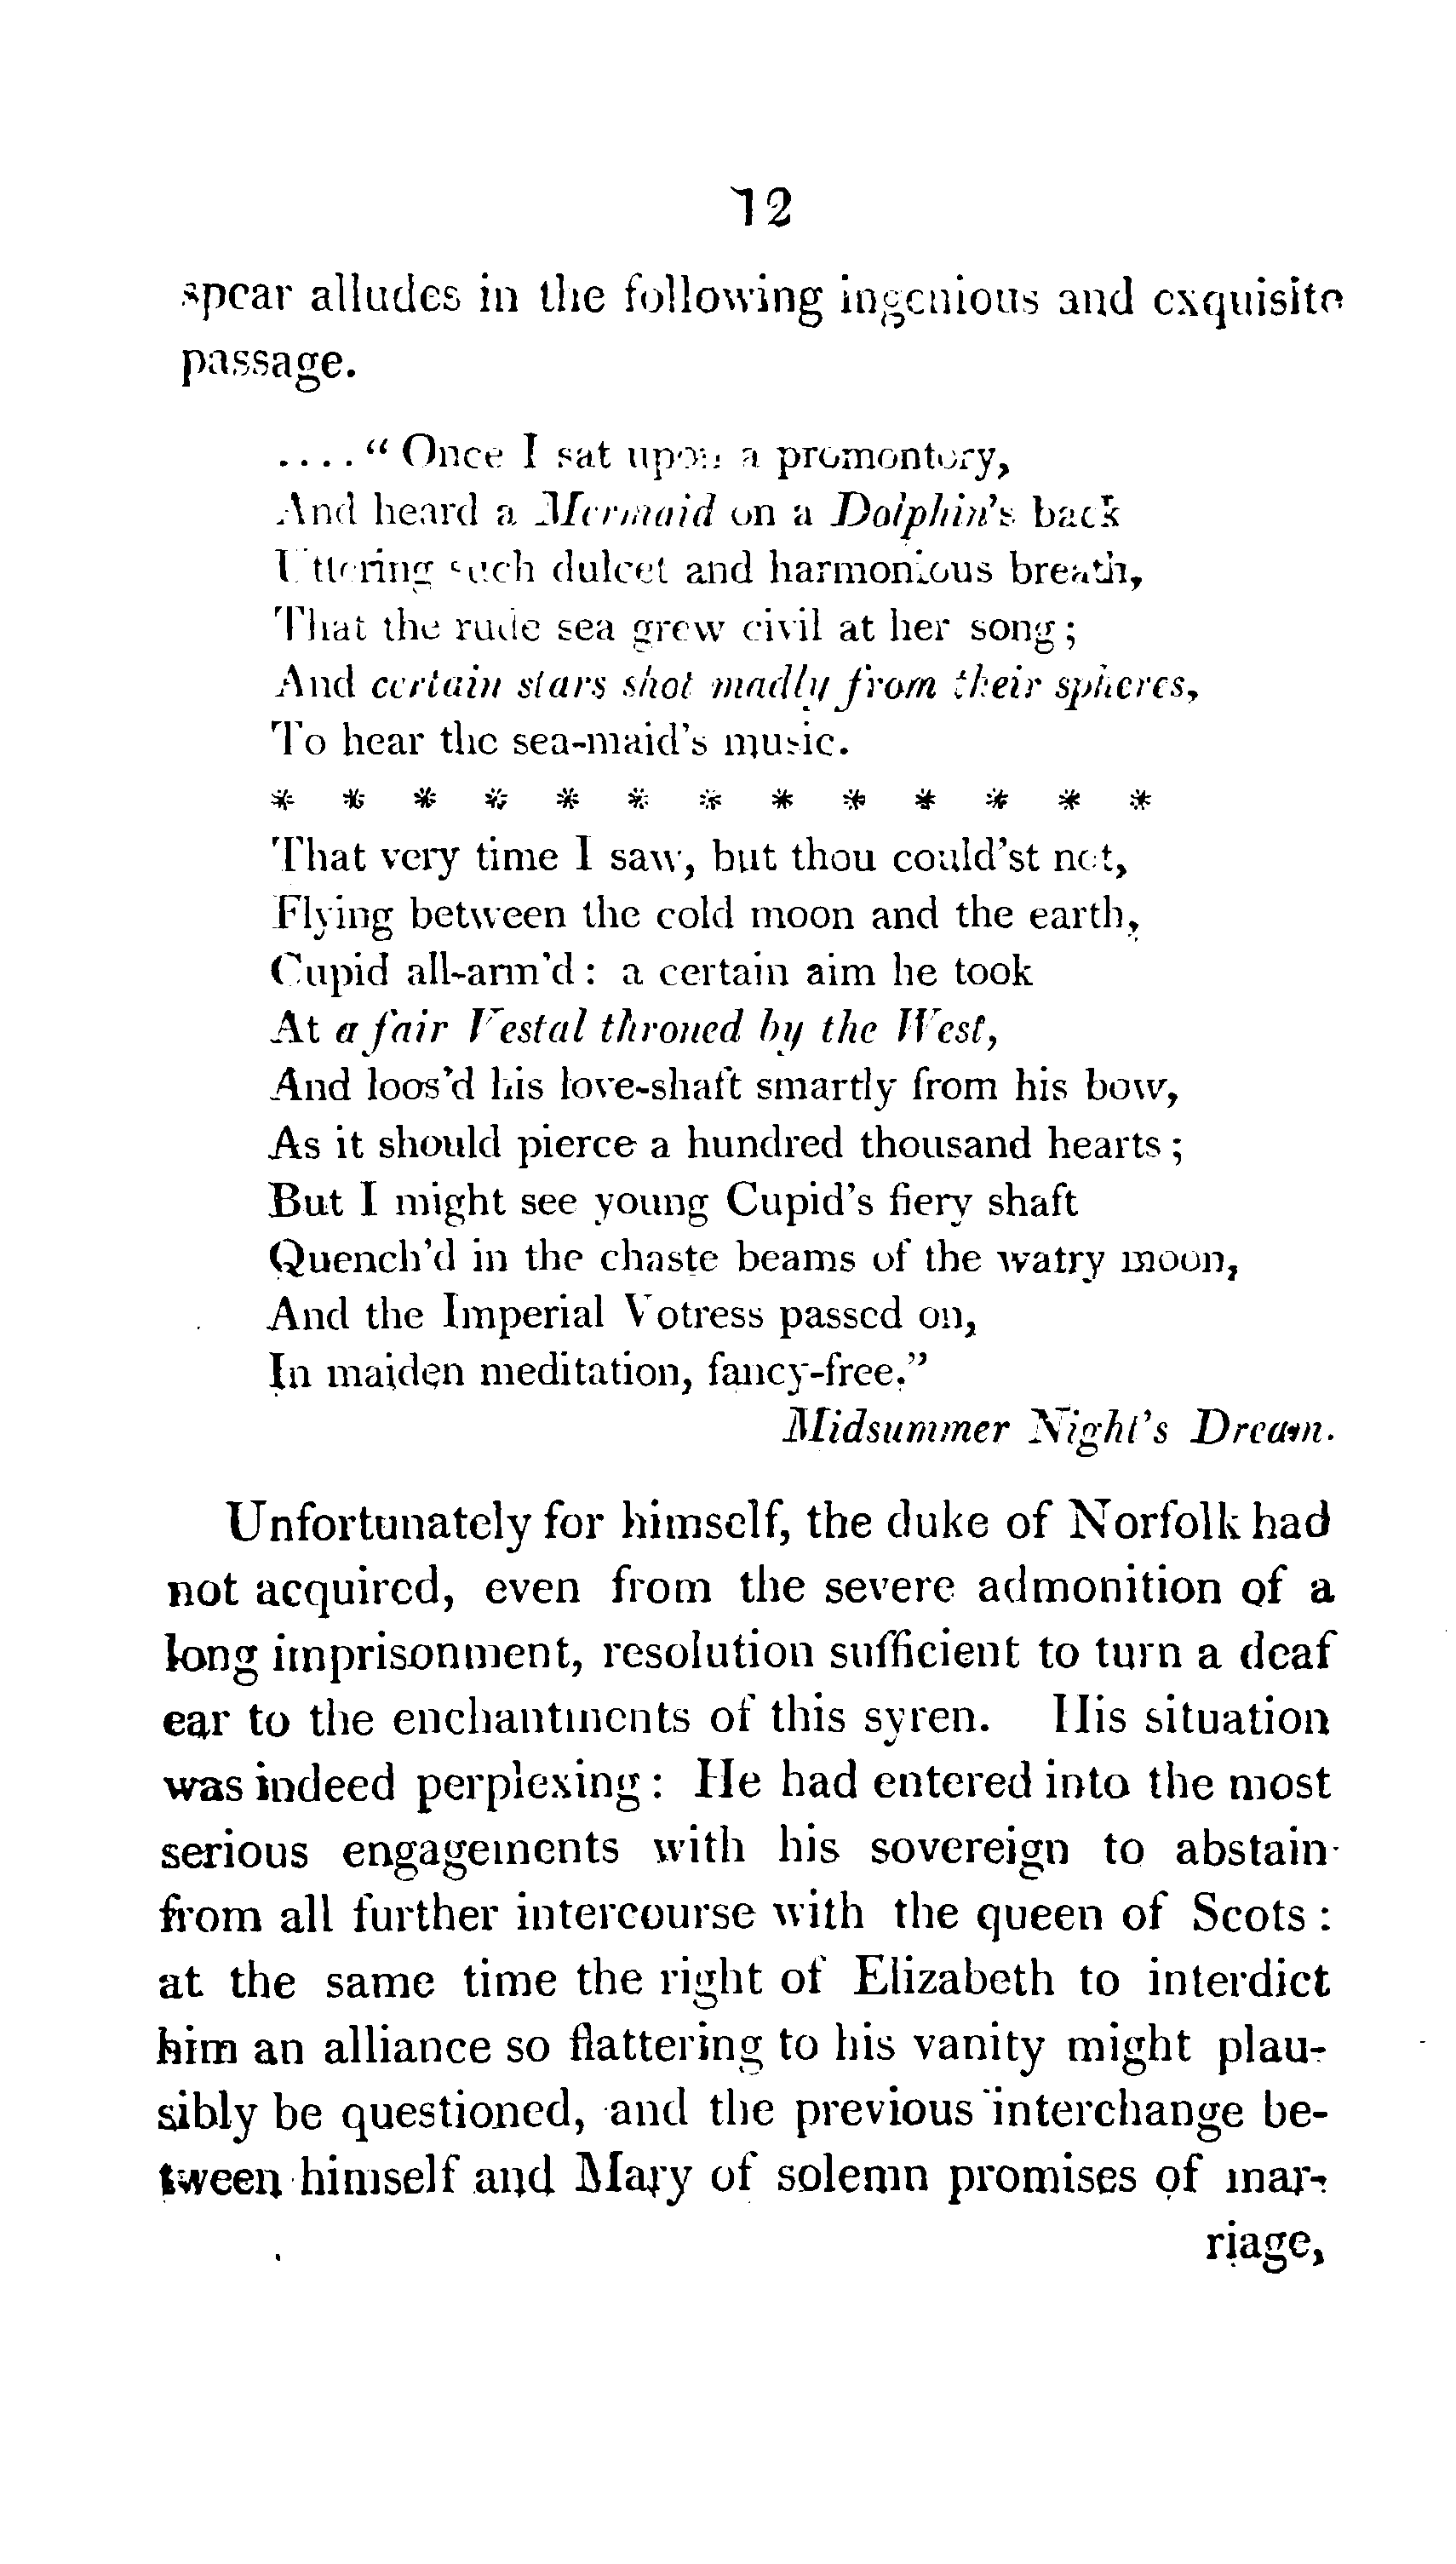 12
spear alludes in the following ingenious and exquisite
passage.
.... " Once I sat upon a promontory,
And heard a Mermaid on a Dolphin's back
Uttering such dulcet and harmonious breath,
That the rude sea grew civil at her song ;
And certain stars shot madly from their spheres,
To hear the sea-maid's music.
* * * * * * * * * * * * *
That very time I saw, but thou could'st not,
Flying between the cold moon and the earth,
Cupid all-arm'd : a certain aim he took
At a fair Vestal throned by the West,
And loos'd his love-shaft smartly from his bow,
As it should pierce a hundred thousand hearts ;
But I might see young Cupid's fiery shaft
Quench'd in the chaste beams of the watry moon,
And the Imperial Votress passed on,
In maiden meditation, fancy-free."
Midsummer Night's Dream.
Unfortunately for himself, the duke of Norfolk had
not acquired, even from the severe admonition of a
long imprisonment, resolution sufficient to turn a deaf
ear to the enchantments of this syren. His situation
was indeed perplexing : He had entered into the most
serious engagements with his sovereign to abstain
from all further intercourse with the queen of Scots :
at the same time the right of Elizabeth to interdict
him an alliance so flattering to his vanity might plau-
sibly be questioned, and the previous interchange be-
tween himself and Mary of solemn promises of mar-
riage,